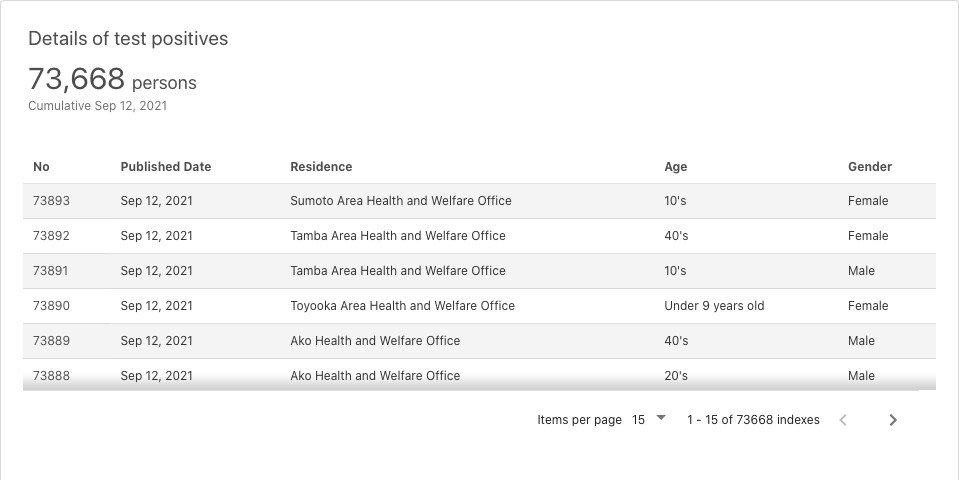 Details of test positives
73,668 persons
Cumulative Sep 12, 2021
No Published Date Residence Age Gender
73893 Sep 12, 2021 Sumoto Area Health and Welfare Office 10's Female
73892 Sep 12, 2021 Tamba Area Health and Welfare Office 40's Female
73891 Sep 12, 2021 Tamba Area Health and Welfare Office 10's Male
73890 Sep 12, 2021 Toyooka Area Health and Welfare Office Under 9 years old Female
73889 Sep 12, 2021 Ako Health and Welfare Office 40's Male
73888 Sep 12, 2021 Ako Health and Welfare Office 20's Male
Items per page 15 1 - 15 of 73668 indexes